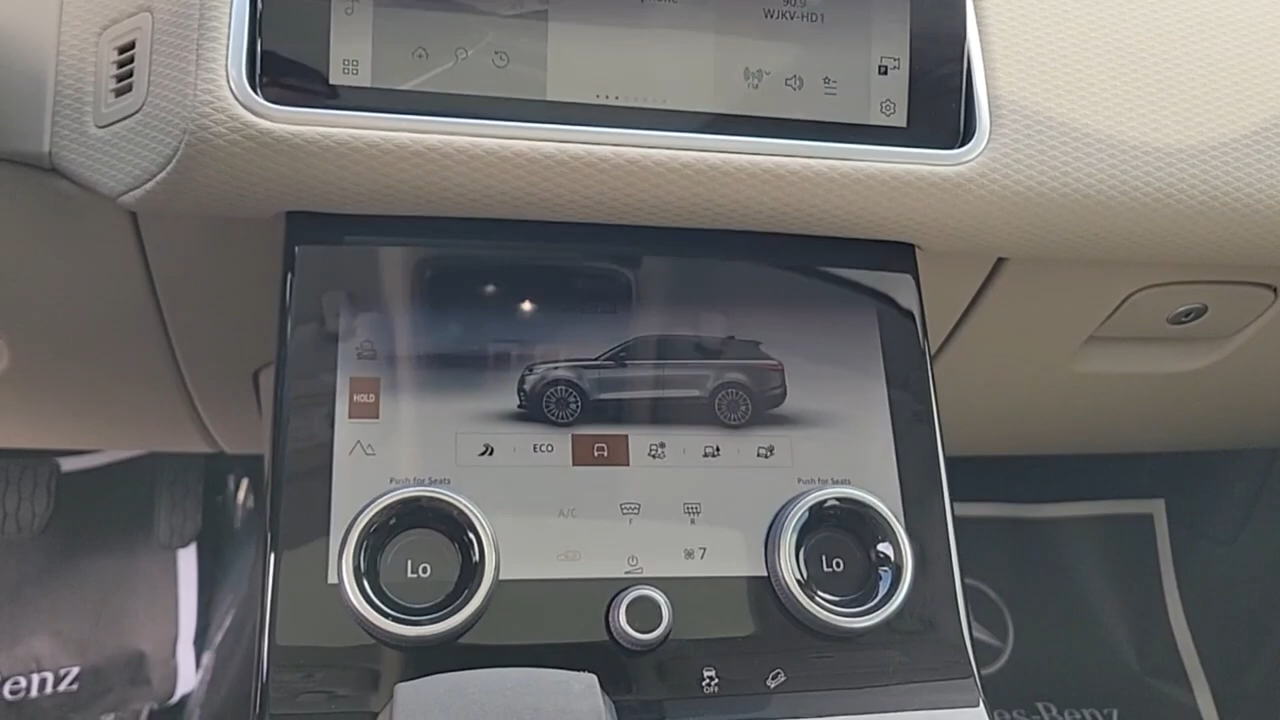 90.9
WJKV-HD1
HOLD
ECO
Push for Seats
Push for Seats
A/C
F
R
Lo
7
Lo
OFF
enz
es-Benz